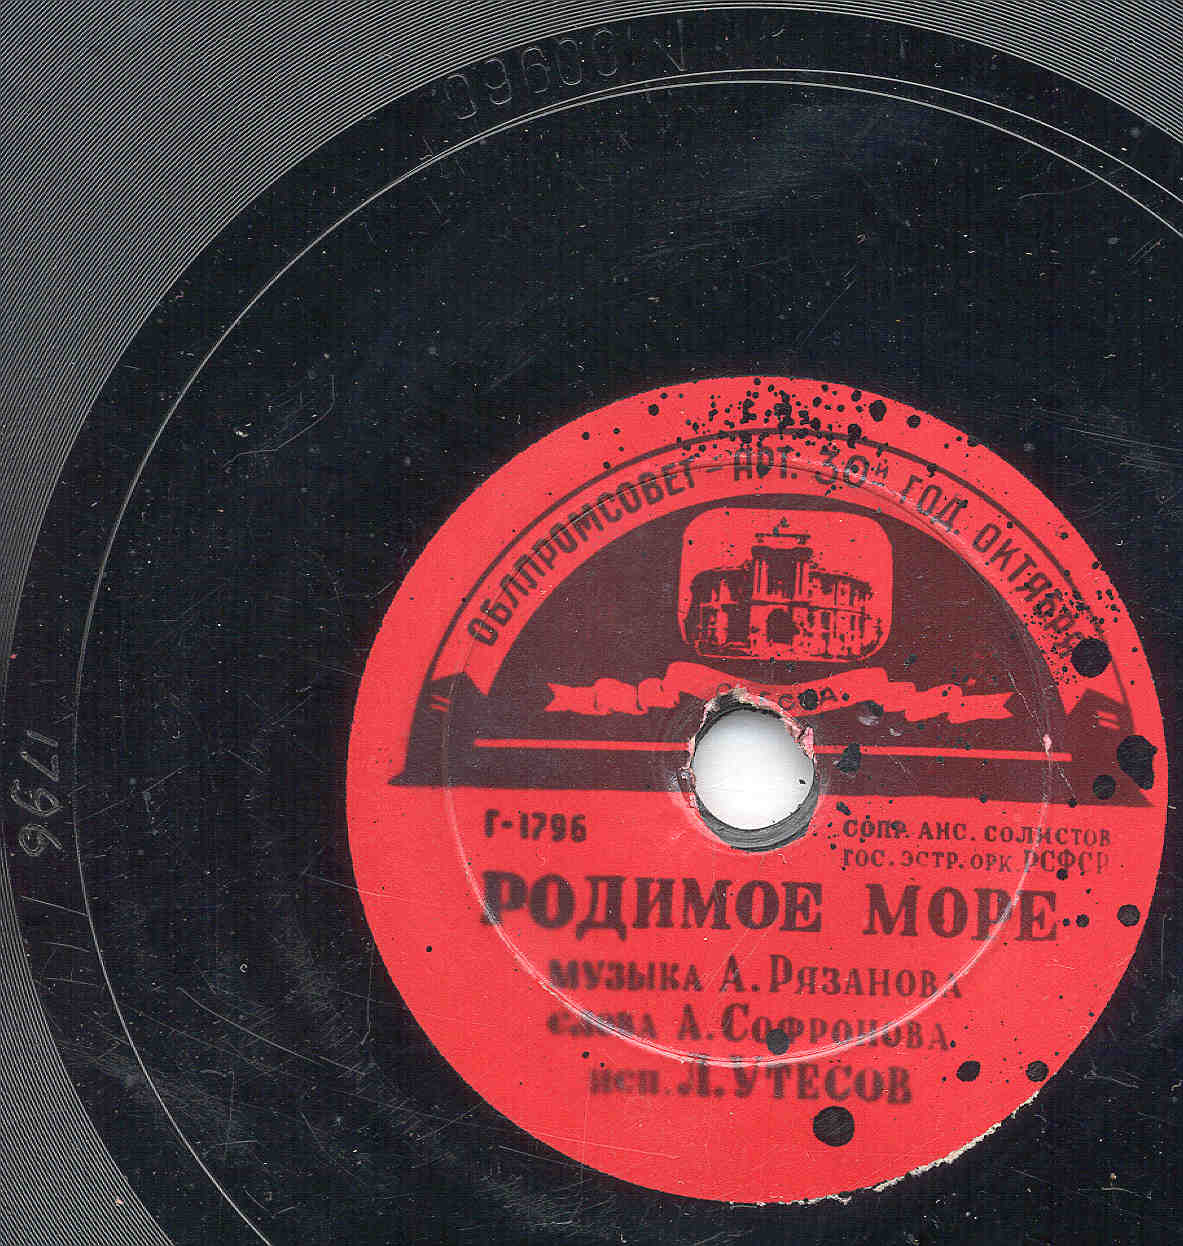 ОБЛПРОМСОВЕТ - АРТ. 30й ГОД. ОКТЯБРЯ
ОДЕССА
Г-1796
СОПР. АНС. СОЛИСТОВ
ГОС. ЭСТР. ОРК РСФСР
РОДИМОЕ МОРЕ
МУЗЫКА А. РЯЗАНОВА
СЛОВА А. СОФРОНОВА
ИСП. Л. УТЕСОВ
1796